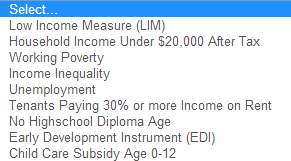 Select...
Low Income Measure (LIM)
Household Income Under $20,000 After Tax
Working Poverty
Income Inequality
Unemployment
Tenants Paying 30% or more Income on Rent
No Highschool Diploma Age
Early Development Instrument (EDI)
Child Care Subsidy Age 0-12